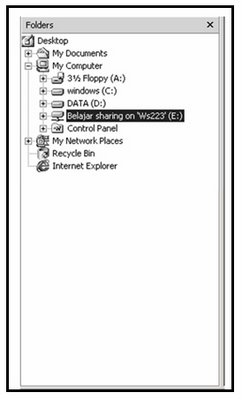 Folders
Desktop
My Documents
My Computer
3½ Floppy (A:)
windows (C:)
DATA (D:)
Belajar sharing on 'Ws223' (E:)
Control Panel
My Network Places
Recycle Bin
Internet Explorer